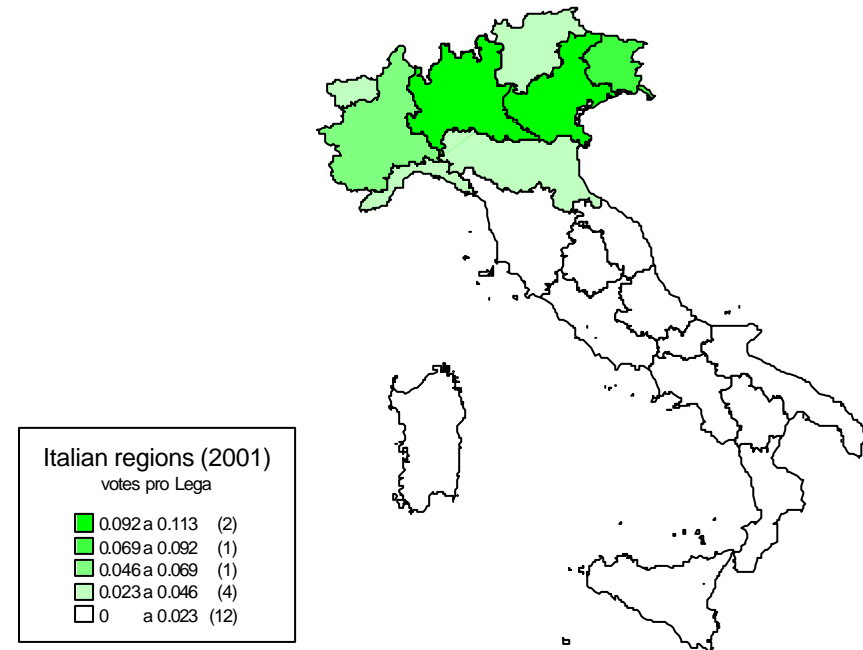 Italian regions (2001)
votes pro Lega
0.092 a 0.113 (2)
0.069 a 0.092 (1)
0.046 a 0.069 (1)
0.023 a 0.046 (4)
0 a 0.023 (12)